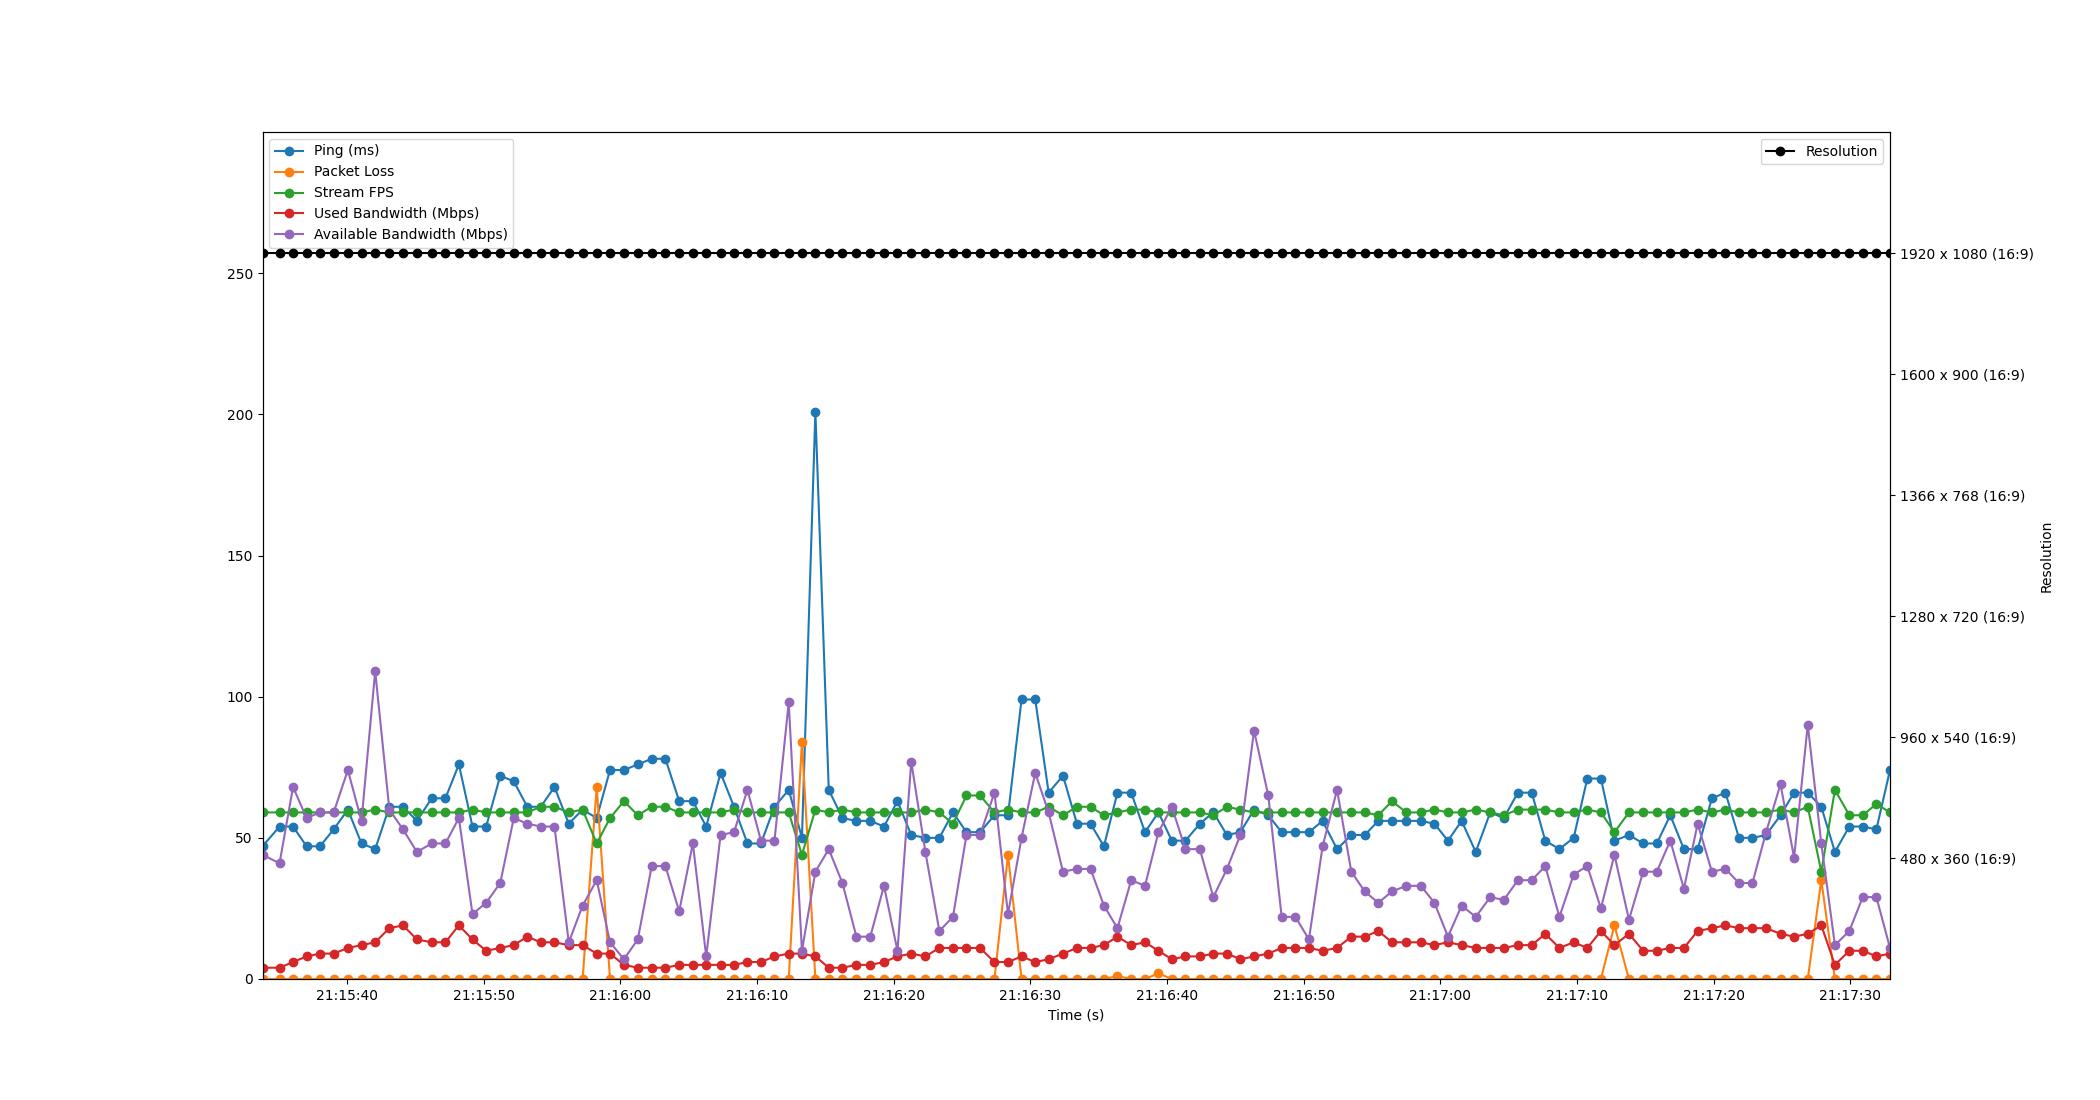 Ping (ms)
Packet Loss
Stream FPS
Used Bandwidth (Mbps)
Available Bandwidth (Mbps)
Resolution
250
200
150
100
50
0
1920 x 1080 (16:9)
1600 x 900 (16:9)
1366 x 768 (16:9)
1280 x 720 (16:9)
960 x 540 (16:9)
480 x 360 (16:9)
Resolution
21:15:40 21:15:50 21:16:00 21:16:10 21:16:20 21:16:30 21:16:40 21:16:50 21:17:00 21:17:10 21:17:20 21:17:30
Time (s)